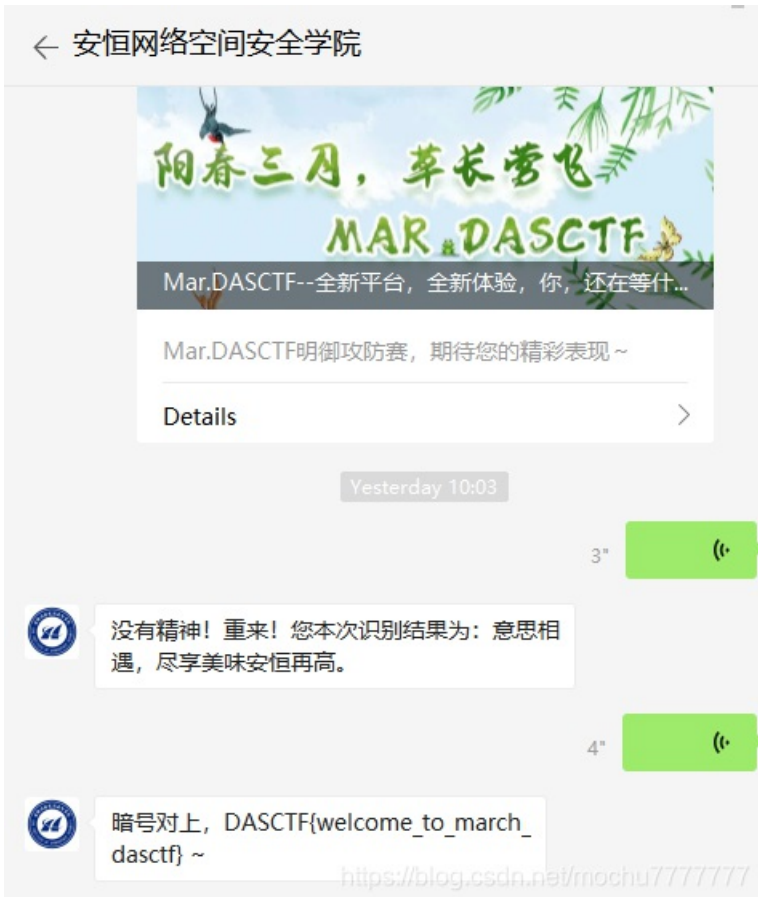 ← 安恒网络空间安全学院
阳春三月，草长莺飞
MAR DASCTF
Mar.DASCTF--全新平台，全新体验，你，还在等什...
Mar.DASCTF明御攻防赛，期待您的精彩表现~
Details
Yesterday 10:03
3"
没有精神！重来！您本次识别结果为：意思相
遇，尽享美味安恒再高。
4"
暗号对上，DASCTF{welcome_to_march_
dasctf} ~
https://blog.csdn.net/mochu7777777